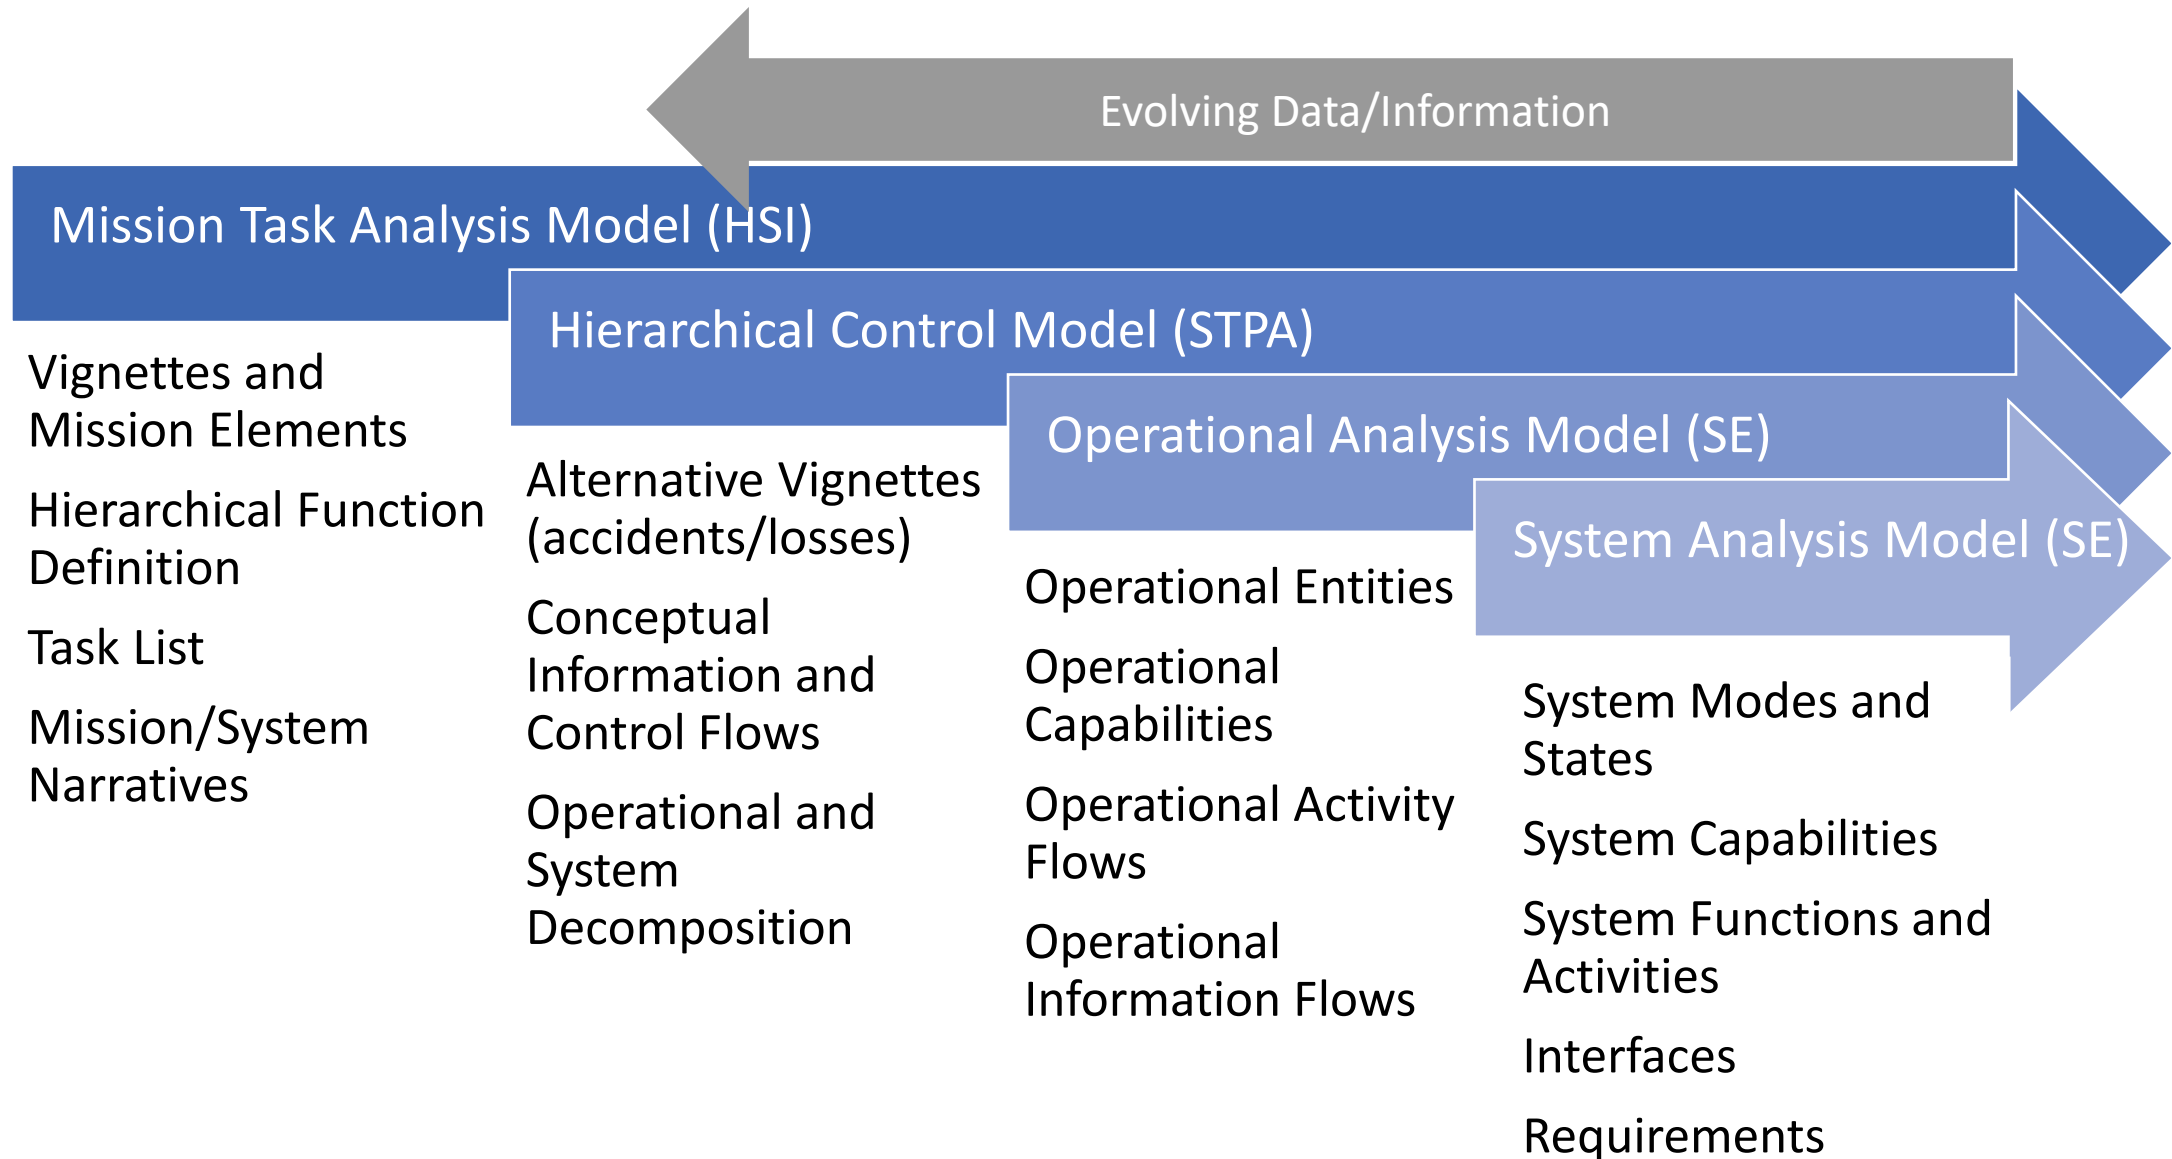 Evolving Data/Information
Mission Task Analysis Model (HSI)
Vignettes and
Mission Elements
Hierarchical Function
Definition
Task List
Mission/System
Narratives
Hierarchical Control Model (STPA)
Alternative Vignettes
(accidents/losses)
Conceptual
Information and
Control Flows
Operational and
System
Decomposition
Operational Analysis Model (SE)
Operational Entities
Operational
Capabilities
Operational Activity
Flows
Operational
Information Flows
System Analysis Model (SE)
System Modes and
States
System Capabilities
System Functions and
Activities
Interfaces
Requirements